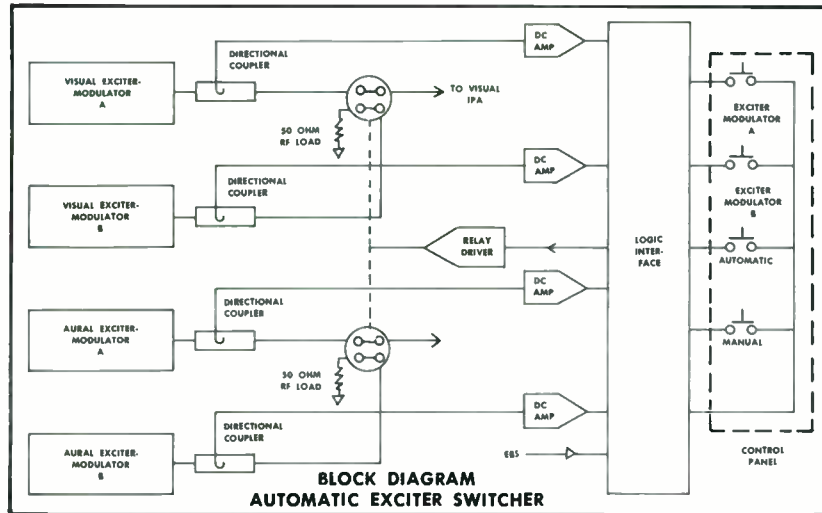 DIRECTIONAL
COUPLER
DC
AMP
VISUAL EXCITER-
MODULATOR
A
TO VISUAL
IPA
50 OHM
RF LOAD
EXCITER
MODULATOR
A
DIRECTIONAL
COUPLER
DC
AMP
VISUAL EXCITER-
MODULATOR
B
EXCITER
MODULATOR
B
RELAY
DRIVER
LOGIC
INTER-
FACE
AUTOMATIC
DIRECTIONAL
COUPLER
DC
AMP
AURAL EXCITER-
MODULATOR
A
MANUAL
50 OHM
RF LOAD
DIRECTIONAL
COUPLER
DC
AMP
AURAL EXCITER-
MODULATOR
B
EBS
CONTROL
PANEL
BLOCK DIAGRAM
AUTOMATIC EXCITER SWITCHER